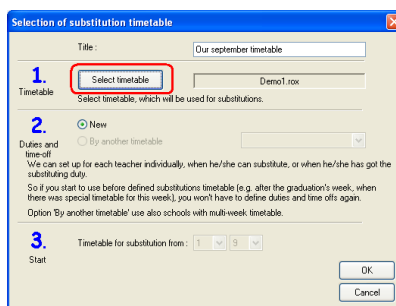 Selection of substitution timetable
Title : Our september timetable
1. Select timetable Demo1.rox
Timetable
Select timetable, which will be used for substitutions.
2. New
Duties and time-off By another timetable
We can set up for each teacher individually, when he/she can substitute, or when he/she has got the
substituting duty.
So if you start to use before defined substitutions timetable (e.g. after the graduation's week, when
there was special timetable for this week), you won't have to define duties and time offs again.
Option 'By another timetable' use also schools with multi-week timetable.
3. Timetable for substitution from : 1 9
Start
OK
Cancel